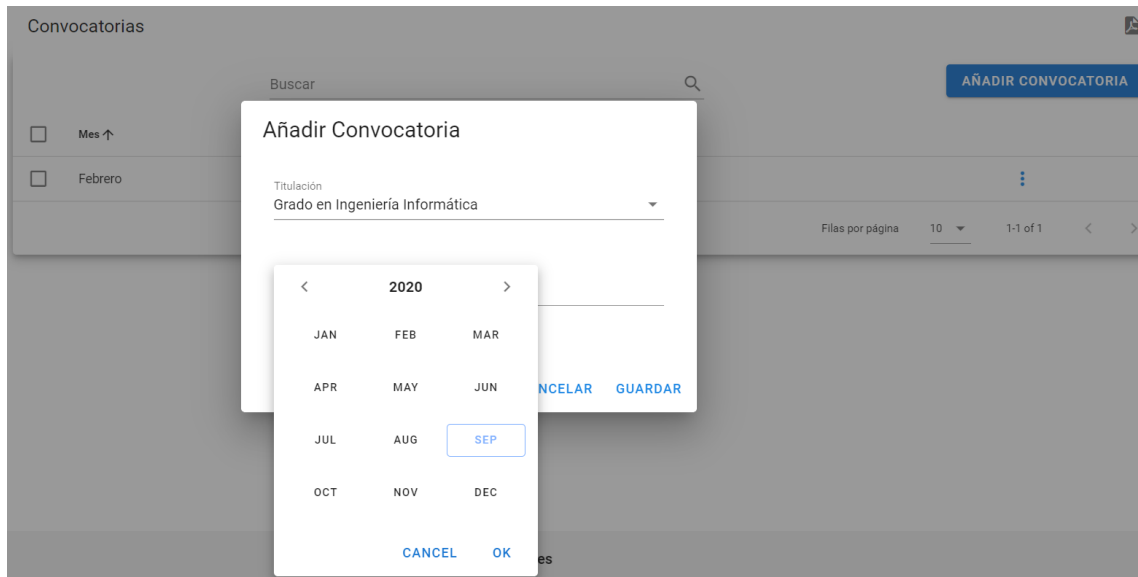 Convocatorias
Buscar
AÑADIR CONVOCATORIA
Mes
Febrero
Filas por página 10 1-1 of 1
Añadir Convocatoria
Titulación
Grado en Ingeniería Informática
2020
JAN FEB MAR
APR MAY JUN
JUL AUG SEP
OCT NOV DEC
CANCEL OK
NCELAR GUARDAR
es